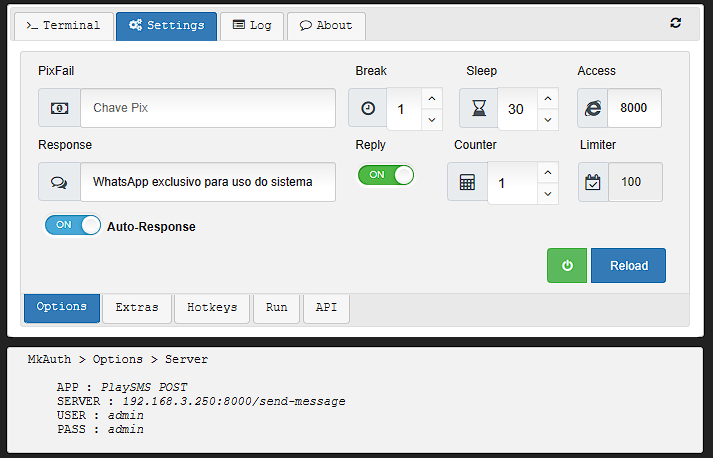 >_ Terminal Settings Log About
PixFail Break Sleep Access
Chave Pix 1 30 8000
Response Reply Counter Limiter
WhatsApp exclusivo para uso do sistema ON 1 100
ON Auto-Response
Reload
Options Extras Hotkeys Run API
MkAuth > Options > Server
APP : PlaySMS POST
SERVER : 192.168.3.250:8000/send-message
USER : admin
PASS : admin